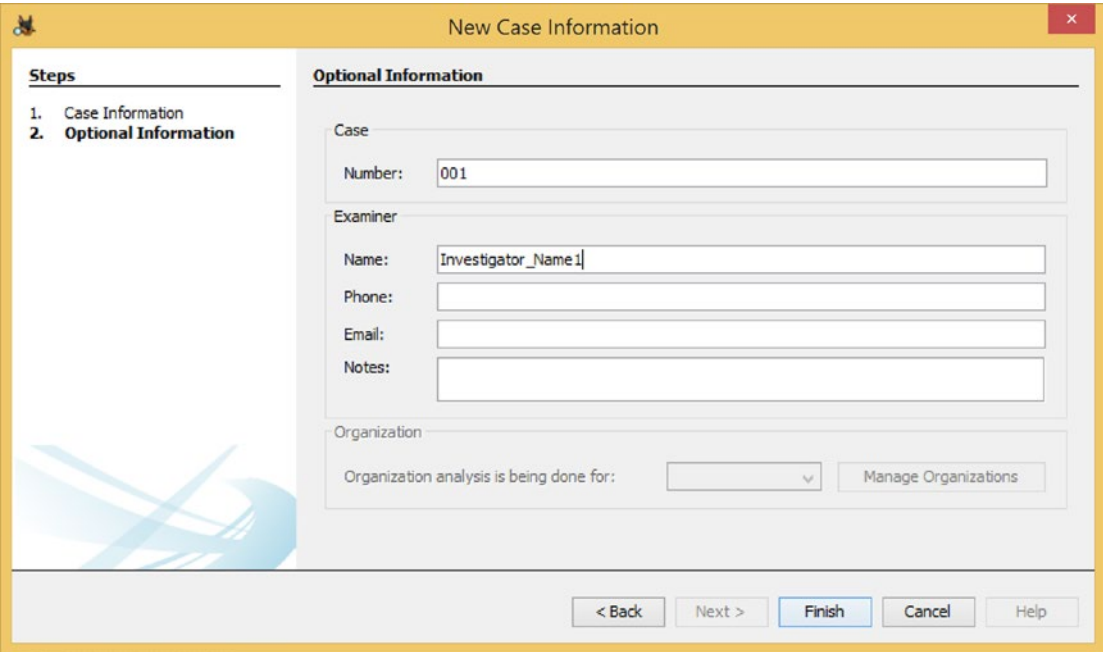 New Case Information
Steps
1. Case Information
2. Optional Information
Optional Information
Case
Number: 001
Examiner
Name: Investigator_Name1
Phone:
Email:
Notes:
Organization
Organization analysis is being done for:
Manage Organizations
< Back Next > Finish Cancel Help